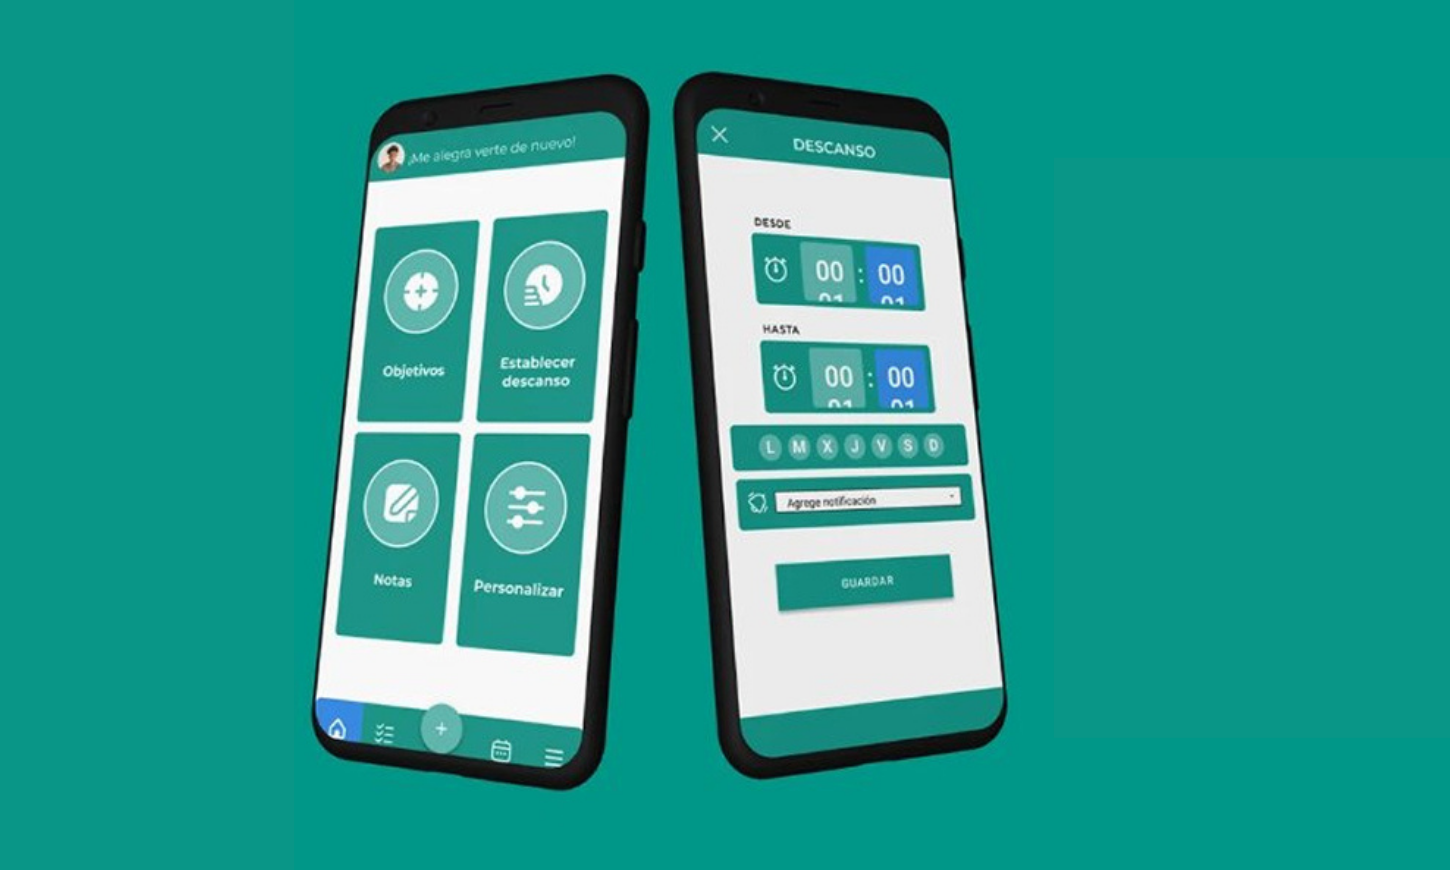 ¡Me alegra verte de nuevo!
Objetivos
Establecer
descanso
Notas
Personalizar
DESCANSO
DESDE
00 : 00
01 01
HASTA
00 : 00
01 01
L M X J V S D
Agrege notificación
GUARDAR